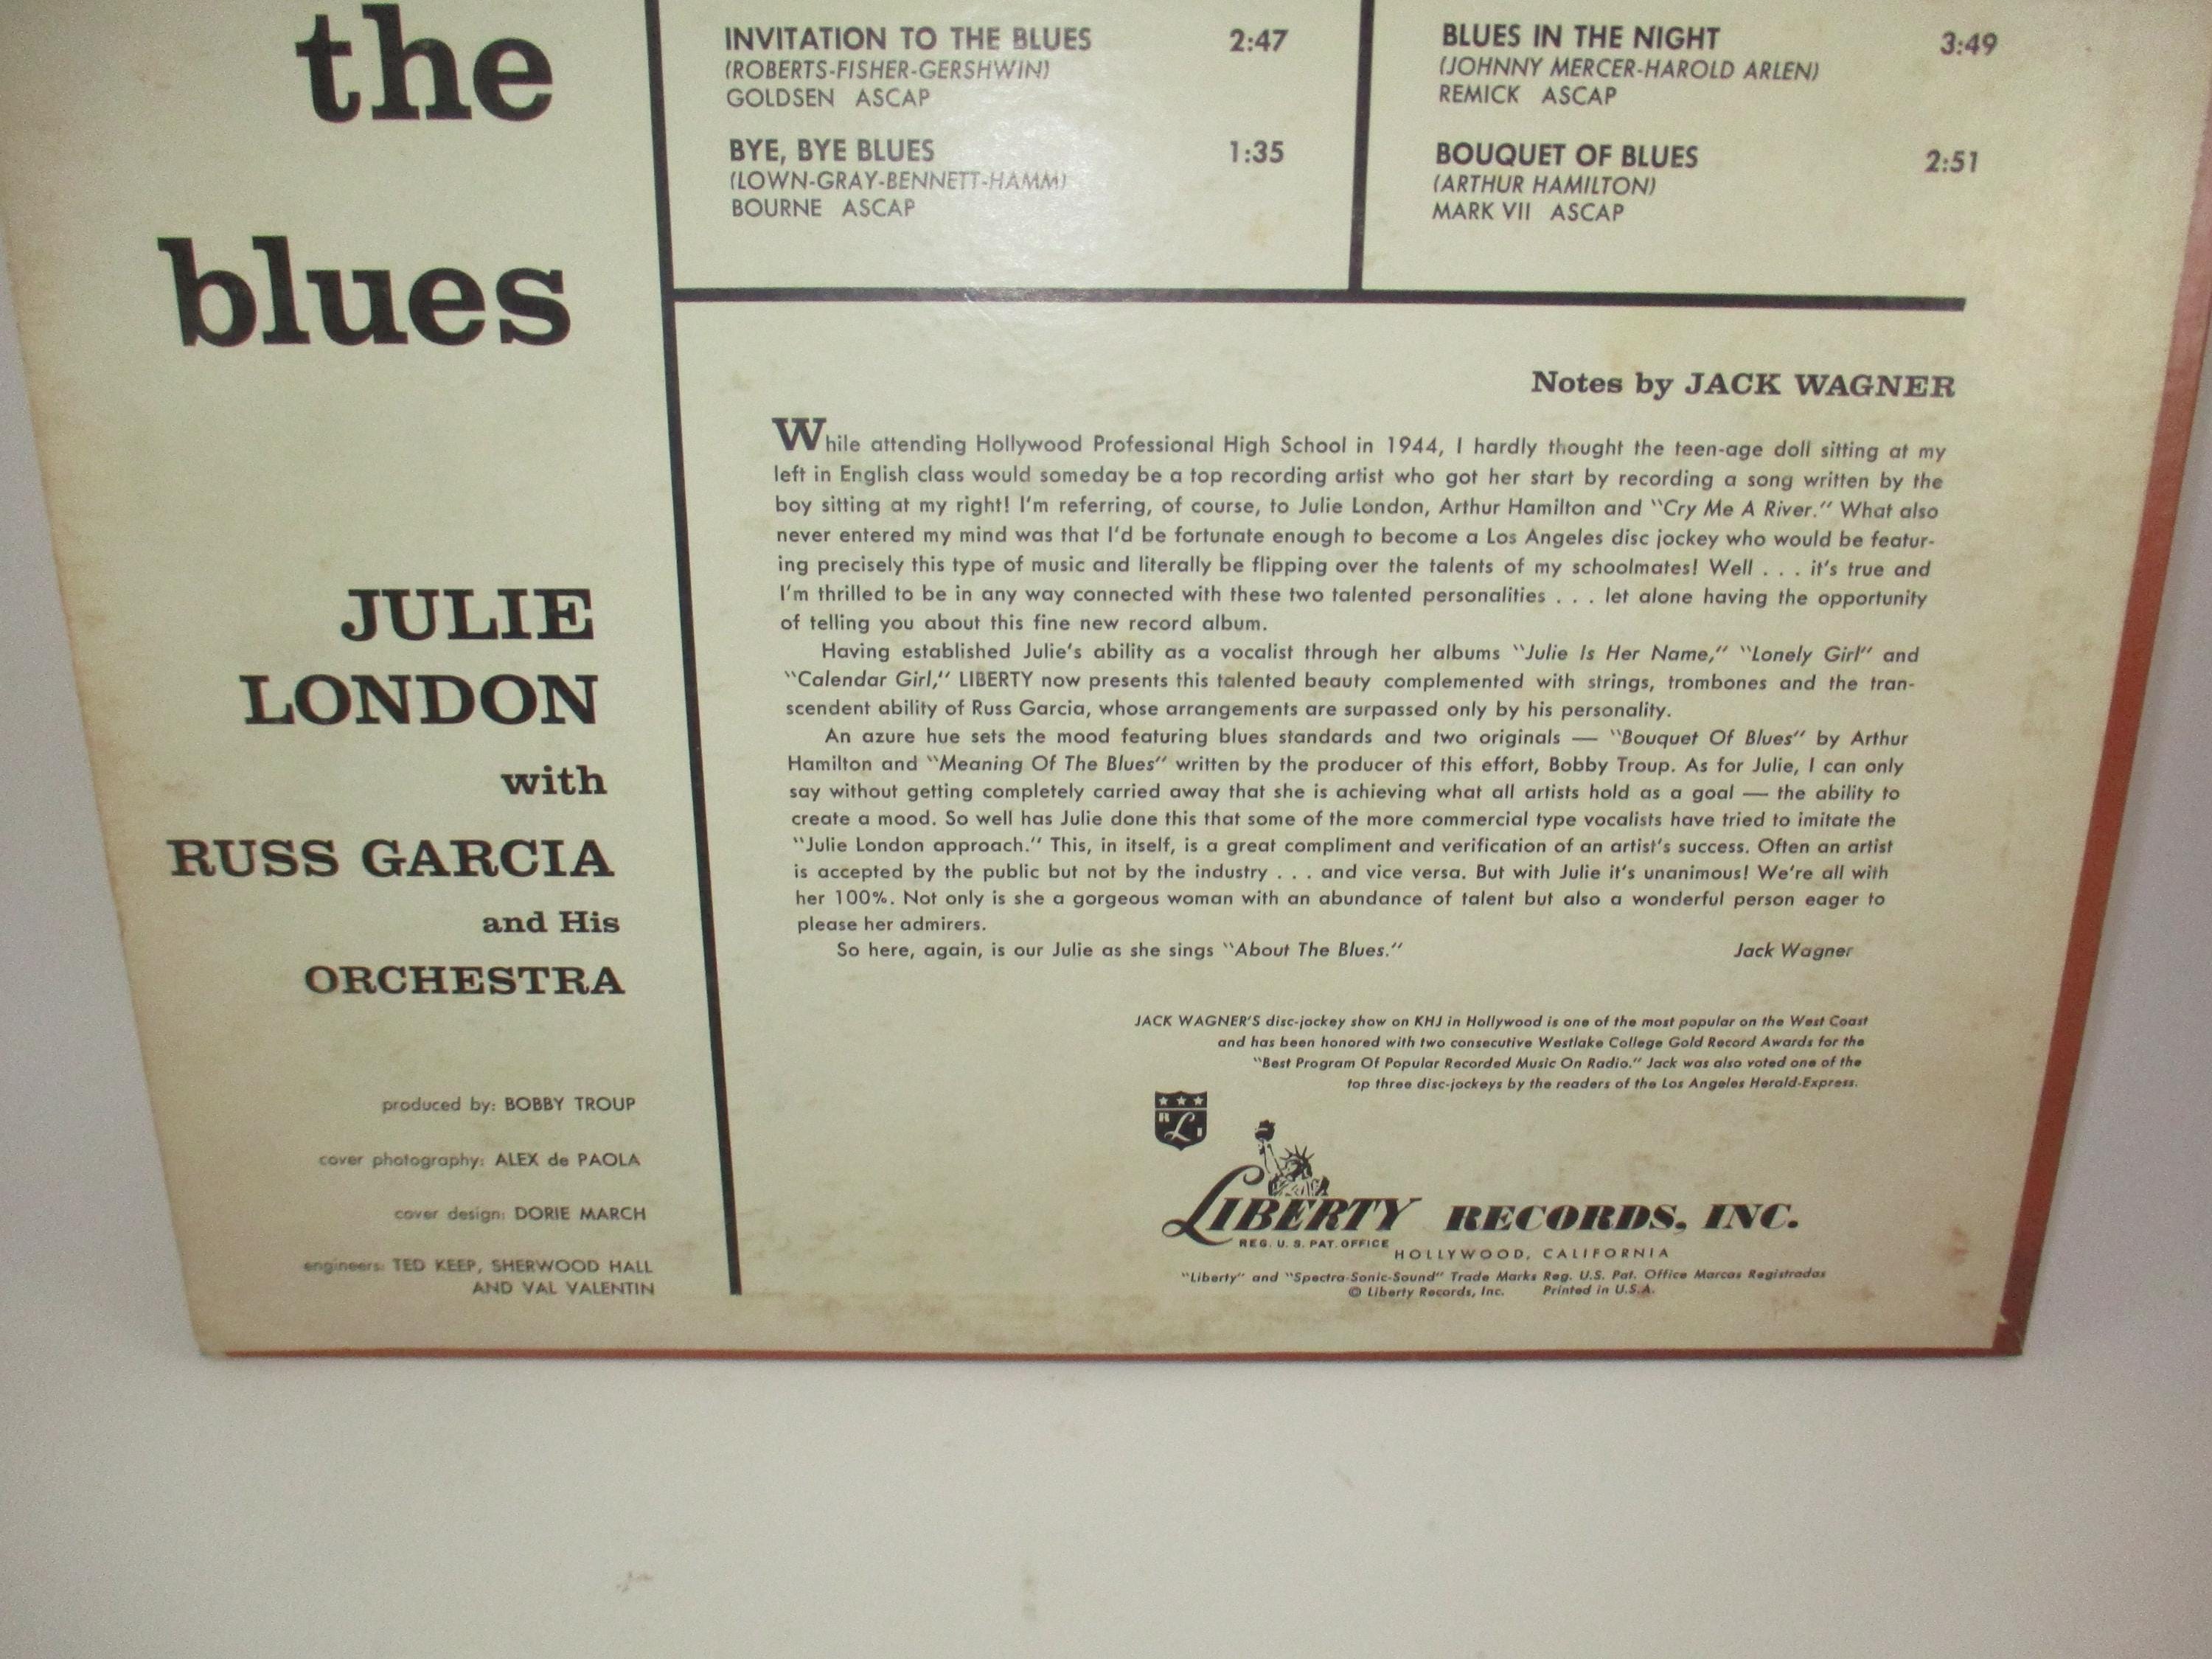 the
blues
JULIE
LONDON
with
RUSS GARCIA
and His
ORCHESTRA
produced by: BOBBY TROUP
cover photography: ALEX de PAOLA
cover design: DORIE MARCH
engineers: TED KEEP, SHERWOOD HALL
AND VAL VALENTIN
INVITATION TO THE BLUES 2:47
(ROBERTS-FISHER-GERSHWIN)
GOLDSEN ASCAP
BYE, BYE BLUES 1:35
(LOWN-GRAY-BENNETT-HAMM)
BOURNE ASCAP
BLUES IN THE NIGHT 3:49
(JOHNNY MERCER-HAROLD ARLEN)
REMICK ASCAP
BOUQUET OF BLUES 2:51
(ARTHUR HAMILTON)
MARK VII ASCAP
Notes by JACK WAGNER
While attending Hollywood Professional High School in 1944, I hardly thought the teen-age doll sitting at my
left in English class would someday be a top recording artist who got her start by recording a song written by the
boy sitting at my right! I'm referring, of course, to Julie London, Arthur Hamilton and "Cry Me A River." What also
never entered my mind was that I'd be fortunate enough to become a Los Angeles disc jockey who would be featur-
ing precisely this type of music and literally be flipping over the talents of my schoolmates! Well . . . it's true and
I'm thrilled to be in any way connected with these two talented personalities . . . let alone having the opportunity
of telling you about this fine new record album.
Having established Julie's ability as a vocalist through her albums "Julie Is Her Name," "Lonely Girl" and
"Calendar Girl," LIBERTY now presents this talented beauty complemented with strings, trombones and the tran-
scendent ability of Russ Garcia, whose arrangements are surpassed only by his personality.
An azure hue sets the mood featuring blues standards and two originals — "Bouquet Of Blues" by Arthur
Hamilton and "Meaning Of The Blues" written by the producer of this effort, Bobby Troup. As for Julie, I can only
say without getting completely carried away that she is achieving what all artists hold as a goal — the ability to
create a mood. So well has Julie done this that some of the more commercial type vocalists have tried to imitate the
"Julie London approach." This, in itself, is a great compliment and verification of an artist's success. Often an artist
is accepted by the public but not by the industry . . . and vice versa. But with Julie it's unanimous! We're all with
her 100%. Not only is she a gorgeous woman with an abundance of talent but also a wonderful person eager to
please her admirers.
So here, again, is our Julie as she sings "About The Blues." Jack Wagner
JACK WAGNER'S disc-jockey show on KHJ in Hollywood is one of the most popular on the West Coast
and has been honored with two consecutive Westlake College Gold Record Awards for the
"Best Program Of Popular Recorded Music On Radio." Jack was also voted one of the
top three disc-jockeys by the readers of the Los Angeles Herald-Express.
LIBERTY RECORDS, INC.
REG. U. S. PAT. OFFICE
HOLLYWOOD, CALIFORNIA
"Liberty" and "Spectra-Sonic-Sound" Trade Marks Reg. U.S. Pat. Office Marcas Registradas
© Liberty Records, Inc. Printed in U.S.A.